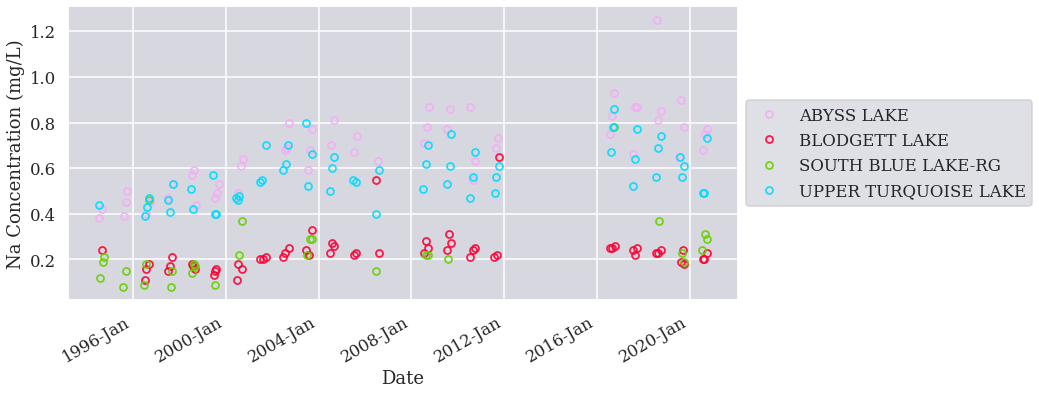 Na Concentration (mg/L)
1.2
1.0
0.8
0.6
0.4
0.2
1996-Jan
2000-Jan
2004-Jan
2008-Jan
2012-Jan
2016-Jan
2020-Jan
Date
ABYSS LAKE
BLODGETT LAKE
SOUTH BLUE LAKE-RG
UPPER TURQUOISE LAKE